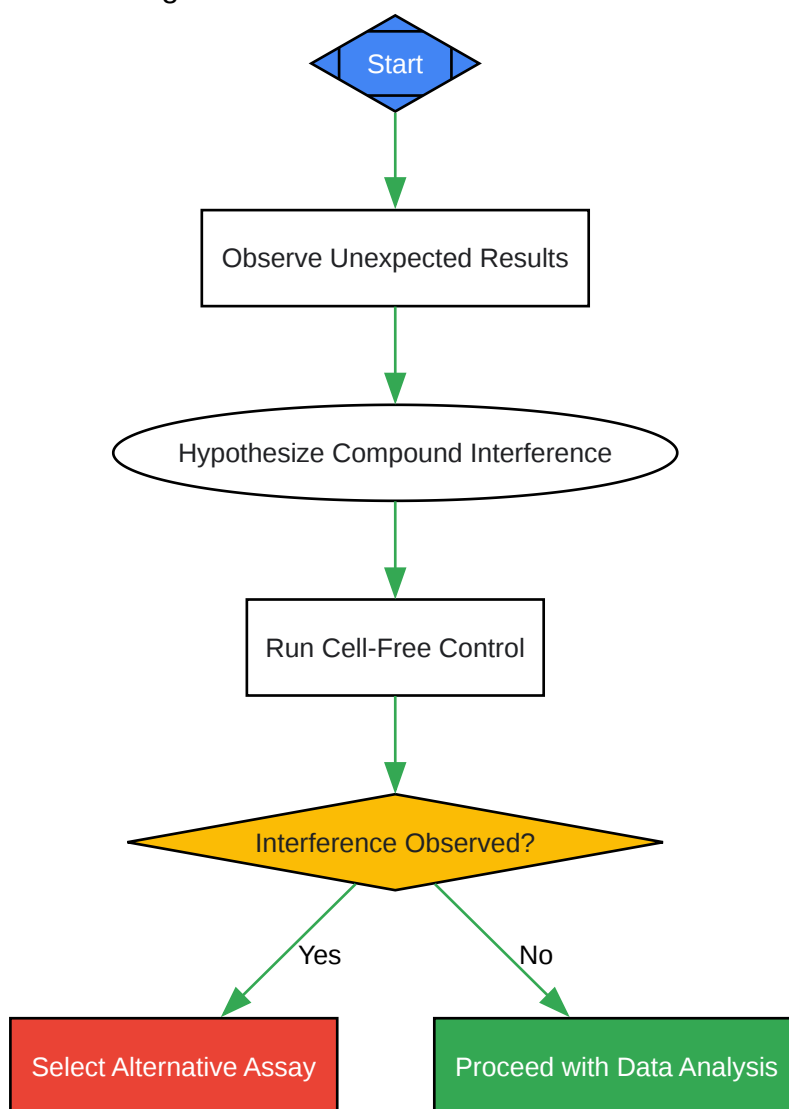 Start
Observe Unexpected Results
Hypothesize Compound Interference
Run Cell-Free Control
Interference Observed?
Yes
No
Select Alternative Assay
Proceed with Data Analysis